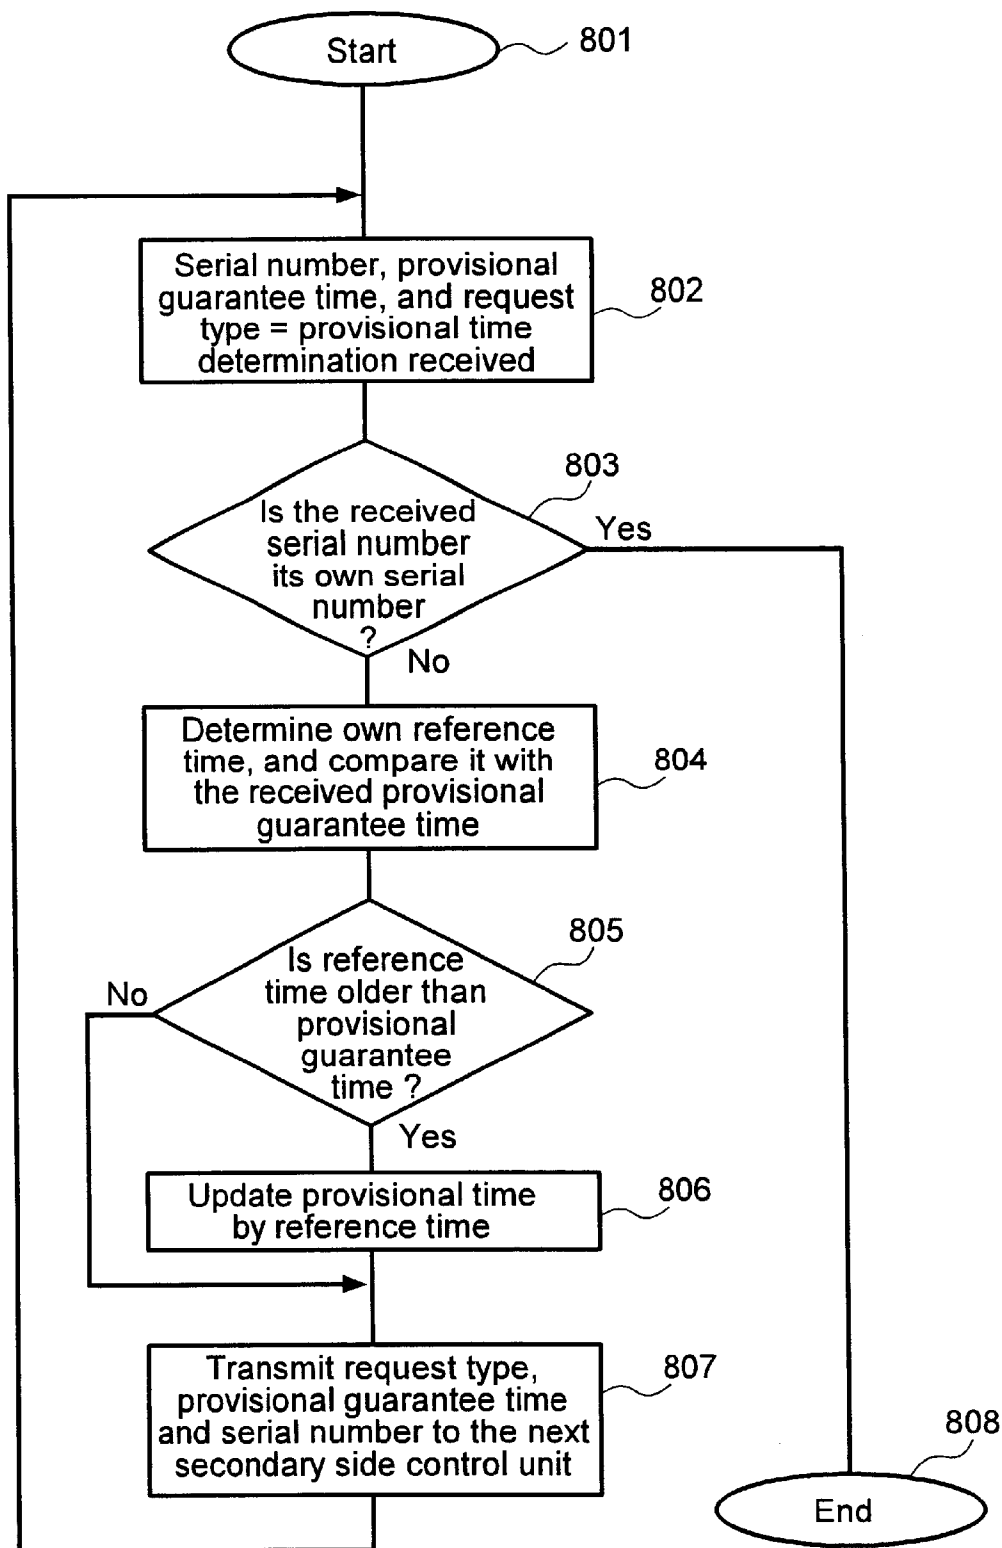 Start
801
Serial number, provisional
guarantee time, and request
type = provisional time
determination received
802
Is the received
serial number
its own serial
number
?
803
Yes
No
Determine own reference
time, and compare it with
the received provisional
guarantee time
804
Is reference
time older than
provisional
guarantee
time ?
805
No
Yes
Update provisional time
by reference time
806
Transmit request type,
provisional guarantee time
and serial number to the next
secondary side control unit
807
808
End